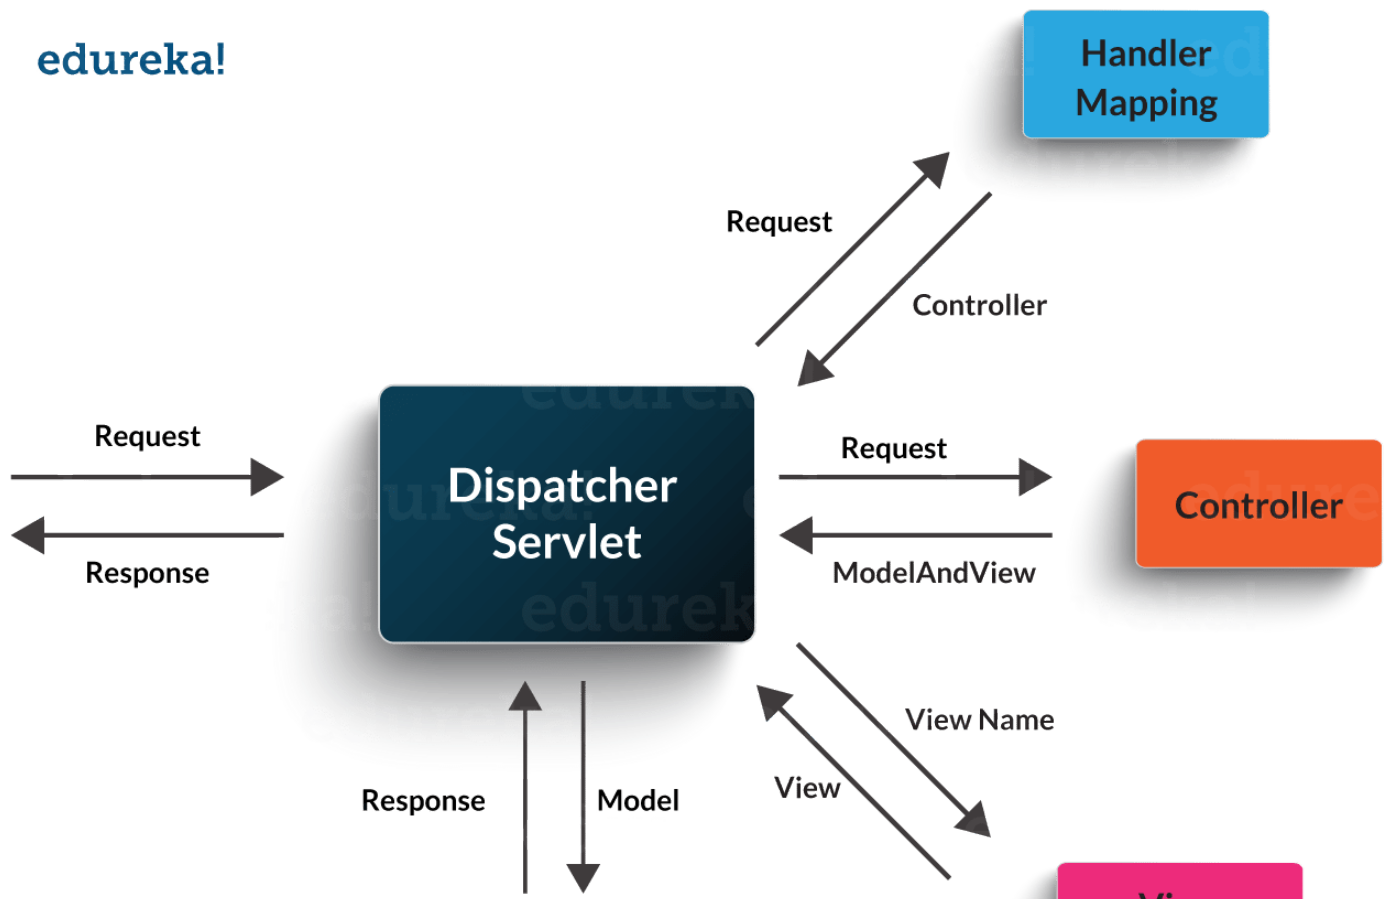 edureka!
Handler
Mapping
Request
Controller
Request
Response
Dispatcher
Servlet
Request
ModelAndView
Controller
View Name
View
Response
Model